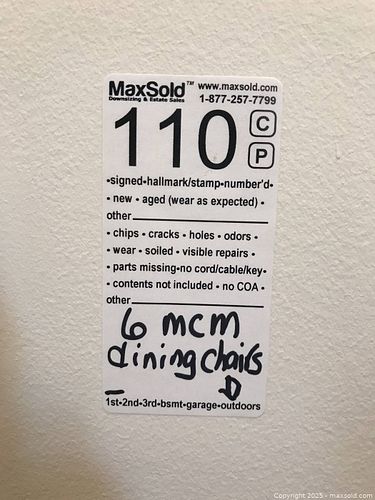 MaxSold™ www.maxsold.com
Downsizing & Estate Sales 1-877-257-7799
110 C
P
•signed•hallmark/stamp•number'd•
• new • aged (wear as expected) •
other
• chips • cracks • holes • odors •
• wear • soiled • visible repairs •
• parts missing•no cord/cable/key•
• contents not included • no COA •
other
6 mcm
dining chairs
D
1st•2nd•3rd•bsmt•garage•outdoors
Copyright 2025 - maxsold.com